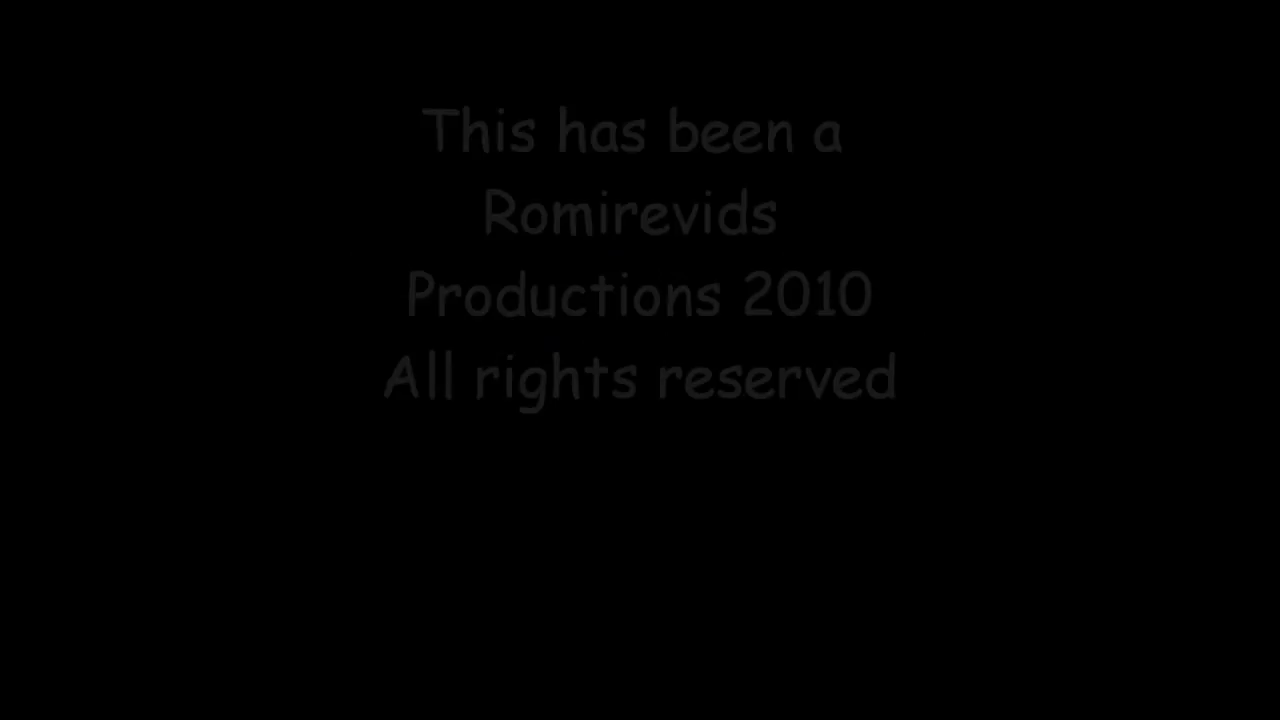 This has been a
Romirevids
Productions 2010
All rights reserved